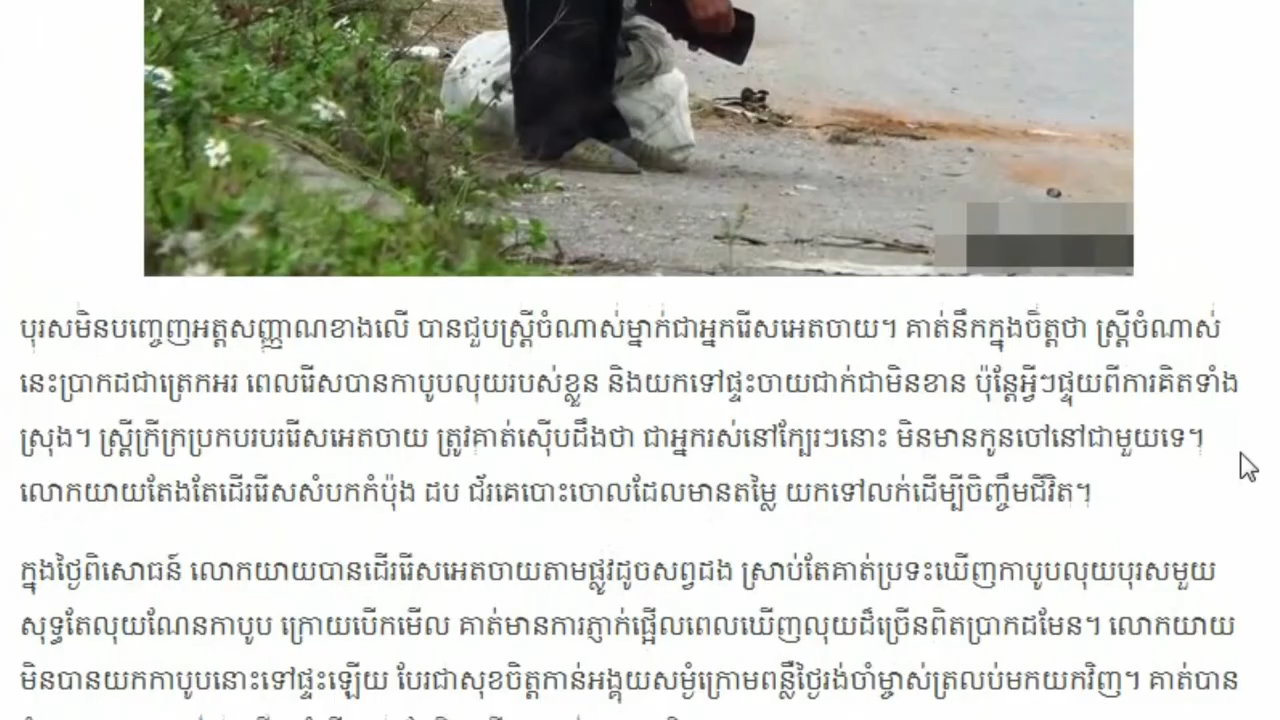 បុរសមិនបញ្ចេញអត្តសញ្ញាណខាងលើ បានជួបស្ត្រីចំណាស់ម្នាក់ជាអ្នករើសអេតចាយ។ គាត់នឹកក្នុងចិត្តថា ស្ត្រីចំណាស់
នេះប្រាកដជាត្រេកអរ ពេលរើសបានកាបូបលុយរបស់ខ្លួន និងយកទៅផ្ទះចាយជាក់ជាមិនខាន ប៉ុន្តែអ្វីៗផ្ទុយពីការគិតទាំង
ស្រុង។ ស្ត្រីក្រីក្រប្រកបរបររើសអេតចាយ ត្រូវគាត់ស៊ើបដឹងថា ជាអ្នករស់នៅក្បែរៗនោះ មិនមានកូនចៅនៅជាមួយទេ។
លោកយាយតែងតែដើររើសសំបកកំប៉ុង ដប ជ័រគេបោះចោលដែលមានតម្លៃ យកទៅលក់ដើម្បីចិញ្ចឹមជីវិត។
ក្នុងថ្ងៃពិសោធន៍ លោកយាយបានដើររើសអេតចាយតាមផ្លូវដូចសព្វដង ស្រាប់តែគាត់ប្រទះឃើញកាបូបលុយបុរសមួយ
សុទ្ធតែលុយណែនកាបូប ក្រោយបើកមើល គាត់មានការភ្ញាក់ផ្អើលពេលឃើញលុយដ៏ច្រើនពិតប្រាកដមែន។ លោកយាយ
មិនបានយកកាបូបនោះទៅផ្ទះឡើយ បែរជាសុខចិត្តកាន់អង្គុយសម្ងំក្រោមពន្លឺថ្ងៃរង់ចាំម្ចាស់ត្រលប់មកយកវិញ។ គាត់បាន